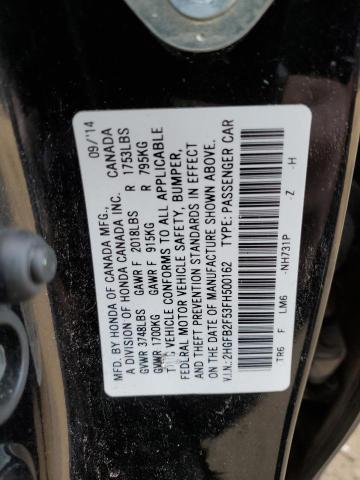 MFD. BY HONDA OF CANADA MFG., CANADA 09/'14
A DIVISION OF HONDA CANADA INC.
GVWR 3748LBS GAWR F 2018LBS R 1753LBS
GVWR 1700KG GAWR F 915KG R 795KG
THIS VEHICLE CONFORMS TO ALL APPLICABLE
FEDERAL MOTOR VEHICLE SAFETY, BUMPER,
AND THEFT PREVENTION STANDARDS IN EFFECT
ON THE DATE OF MANUFACTURE SHOWN ABOVE.
V.I.N.:2HGFB2F53FH500162 TYPE: PASSENGER CAR
TR6 F LM6 -NH731P -Z -H